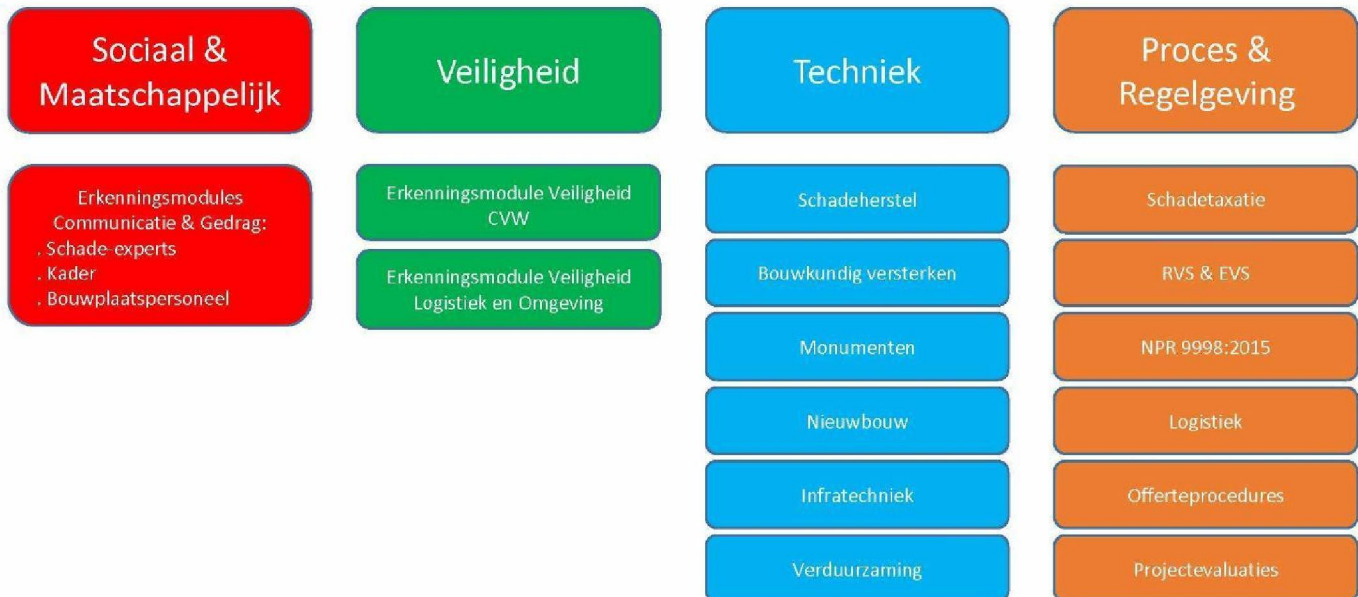 Sociaal &
Maatschappelijk
Erkenningsmodules
Communicatie & Gedrag:
. Schade-experts
. Kader
. Bouwplaatspersoneel
Veiligheid
Erkenningsmodule Veiligheid
CVW
Erkenningsmodule Veiligheid
Logistiek en Omgeving
Techniek
Schadeherstel
Bouwkundig versterken
Monumenten
Nieuwbouw
Infratechniek
Verduurzaming
Proces &
Regelgeving
Schadetaxatie
RVS & EVS
NPR 9998:2015
Logistiek
Offerteprocedures
Projectevaluaties